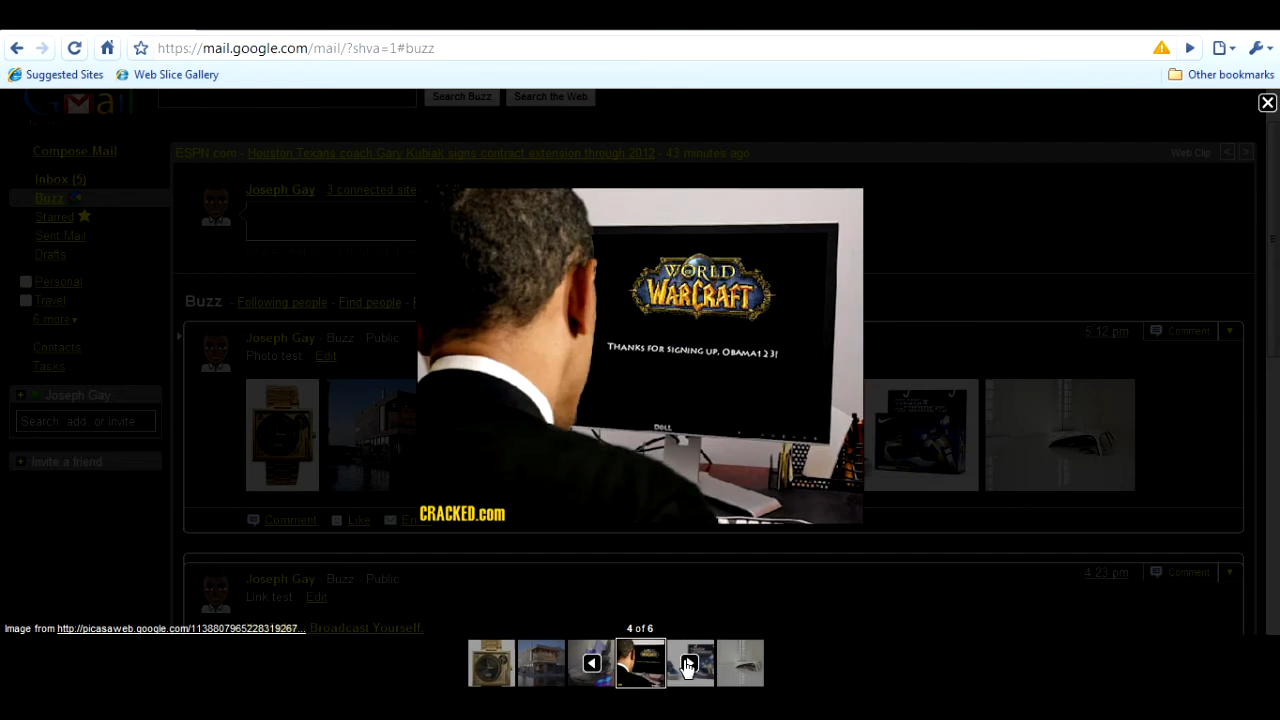 https://mail.google.com/mail/?shva=1#buzz
Suggested Sites
Web Slice Gallery
Other bookmarks
Gmail
Search Buzz
Search the Web
Compose Mail
ESPN.com - Houston Texans coach Gary Kubiak signs contract extension through 2012 - 43 minutes ago
Web Clip
<
>
Inbox (5)
Buzz
Starred
Sent Mail
Drafts
Personal
Travel
6 more ▾
Contacts
Tasks
Joseph Gay
Search, add, or invite
Invite a friend
Joseph Gay 3 connected site
Buzz - Following people - Find people -
Joseph Gay - Buzz - Public
5:12 pm
Comment
Photo test Edit
WORLD
WARCRAFT
THANKS FOR SIGNING UP, OBAMA123!
DELL
CRACKED.com
Comment Like Em
Joseph Gay - Buzz - Public
4:23 pm
Comment
Link test Edit
Broadcast Yourself.
Image from http://picasaweb.google.com/113880796522831926​7...
4 of 6